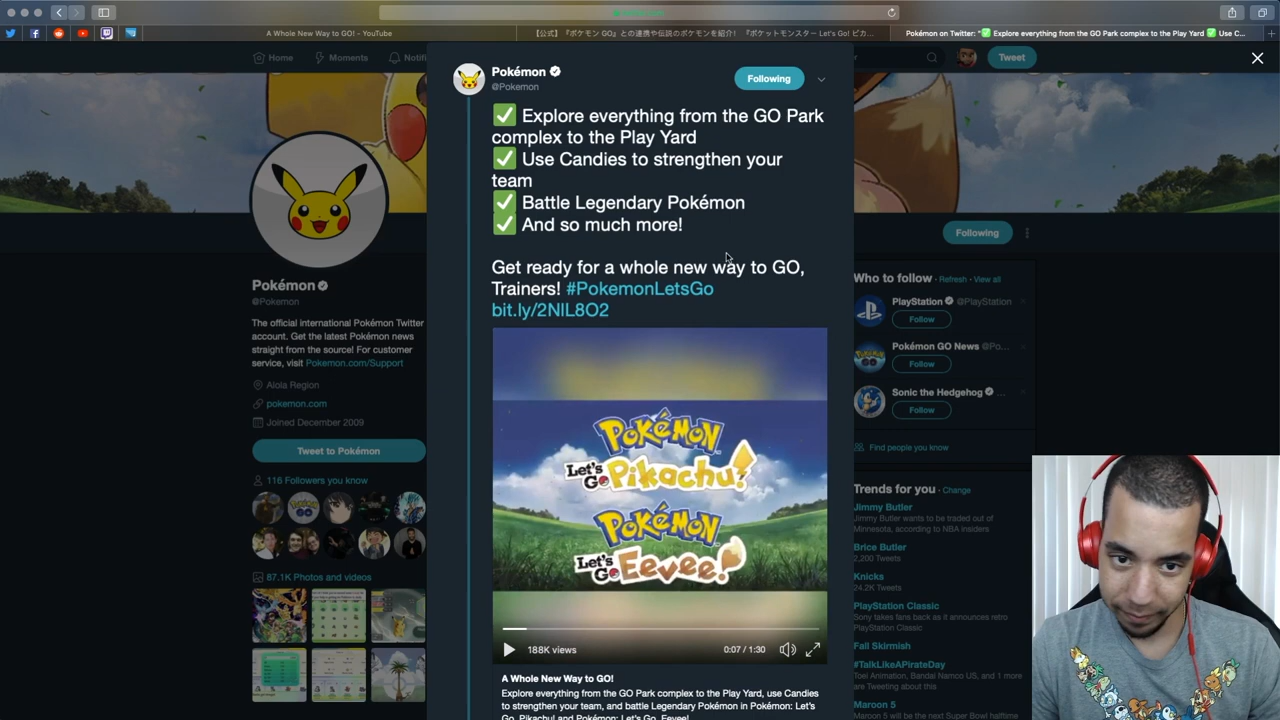 A Whole New Way to GO! - YouTube
【公式】『ポケモン GO』との連携や伝説のポケモンを紹介! 『ポケットモンスター Let's Go! ピカ...
Pokémon on Twitter: "✅ Explore everything from the GO Park complex to the Play Yard ✅ Use C...
Home
Moments
Notifi
Tweet
Pokémon
@Pokemon
Following
✅ Explore everything from the GO Park
complex to the Play Yard
✅ Use Candies to strengthen your
team
✅ Battle Legendary Pokémon
✅ And so much more!
Get ready for a whole new way to GO,
Trainers! #PokemonLetsGo
bit.ly/2NIL8O2
POKéMON
Let's Go Pikachu!
POKéMON
Let's Go Eevee!
188K views
0:07 / 1:30
A Whole New Way to GO!
Explore everything from the GO Park complex to the Play Yard, use Candies
to strengthen your team, and battle Legendary Pokémon in Pokémon: Let's
Go, Pikachu! and Pokémon: Let's Go, Eevee!
Pokémon
@Pokemon
The official international Pokémon Twitter
account. Get the latest Pokémon news
straight from the source! For customer
service, visit Pokemon.com/Support
Alola Region
pokemon.com
Joined December 2009
Tweet to Pokémon
116 Followers you know
87.1K Photos and videos
Following
Who to follow · Refresh · View all
PlayStation @PlayStation
Follow
Pokémon GO News @Po...
Follow
Sonic the Hedgehog ...
Follow
Find people you know
Trends for you · Change
Jimmy Butler
Jimmy Butler wants to be traded out of
Minnesota, according to NBA insiders
Brice Butler
2,200 Tweets
Knicks
24.2K Tweets
PlayStation Classic
Sony takes fans back as it announces retro
PlayStation Classic
Fall Skirmish
#TalkLikeAPirateDay
Toei Animation, Bandai Namco US, and 1 more
are Tweeting about this
Maroon 5
Maroon 5 will be the next Super Bowl halftime